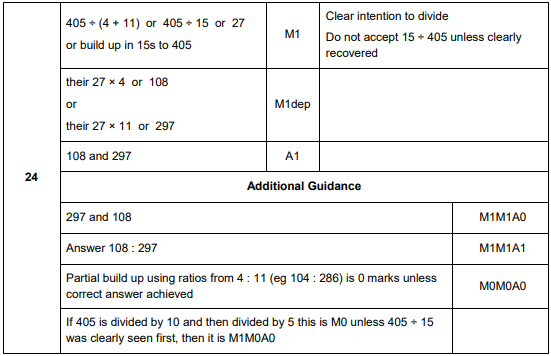 405 ÷ (4 + 11) or 405 ÷ 15 or 27
or build up in 15s to 405
M1
Clear intention to divide
Do not accept 15 ÷ 405 unless clearly
recovered
their 27 × 4 or 108
or
their 27 × 11 or 297
M1dep
108 and 297
A1
24
Additional Guidance
297 and 108
M1M1A0
Answer 108 : 297
M1M1A1
Partial build up using ratios from 4 : 11 (eg 104 : 286) is 0 marks unless
correct answer achieved
M0M0A0
If 405 is divided by 10 and then divided by 5 this is M0 unless 405 ÷ 15
was clearly seen first, then it is M1M0A0